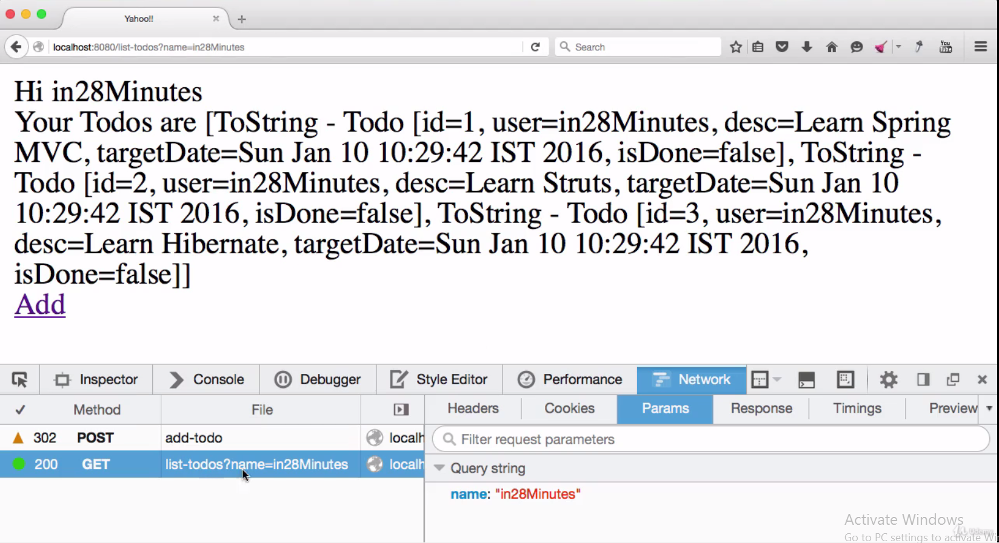 Yahoo!!
localhost:8080/list-todos?name=in28Minutes
Search
You
Tube
Hi in28Minutes
Your Todos are [ToString - Todo [id=1, user=in28Minutes, desc=Learn Spring
MVC, targetDate=Sun Jan 10 10:29:42 IST 2016, isDone=false], ToString -
Todo [id=2, user=in28Minutes, desc=Learn Struts, targetDate=Sun Jan 10
10:29:42 IST 2016, isDone=false], ToString - Todo [id=3, user=in28Minutes,
desc=Learn Hibernate, targetDate=Sun Jan 10 10:29:42 IST 2016,
isDone=false]]
Add
Inspector Console Debugger Style Editor Performance Network
✓ Method File
Headers Cookies Params Response Timings Preview
302 POST add-todo localh
Filter request parameters
200 GET list-todos?name=in28Minutes localh
Query string
name: "in28Minutes"
Activate Windows
Go to PC settings to activate Wi
Udemy